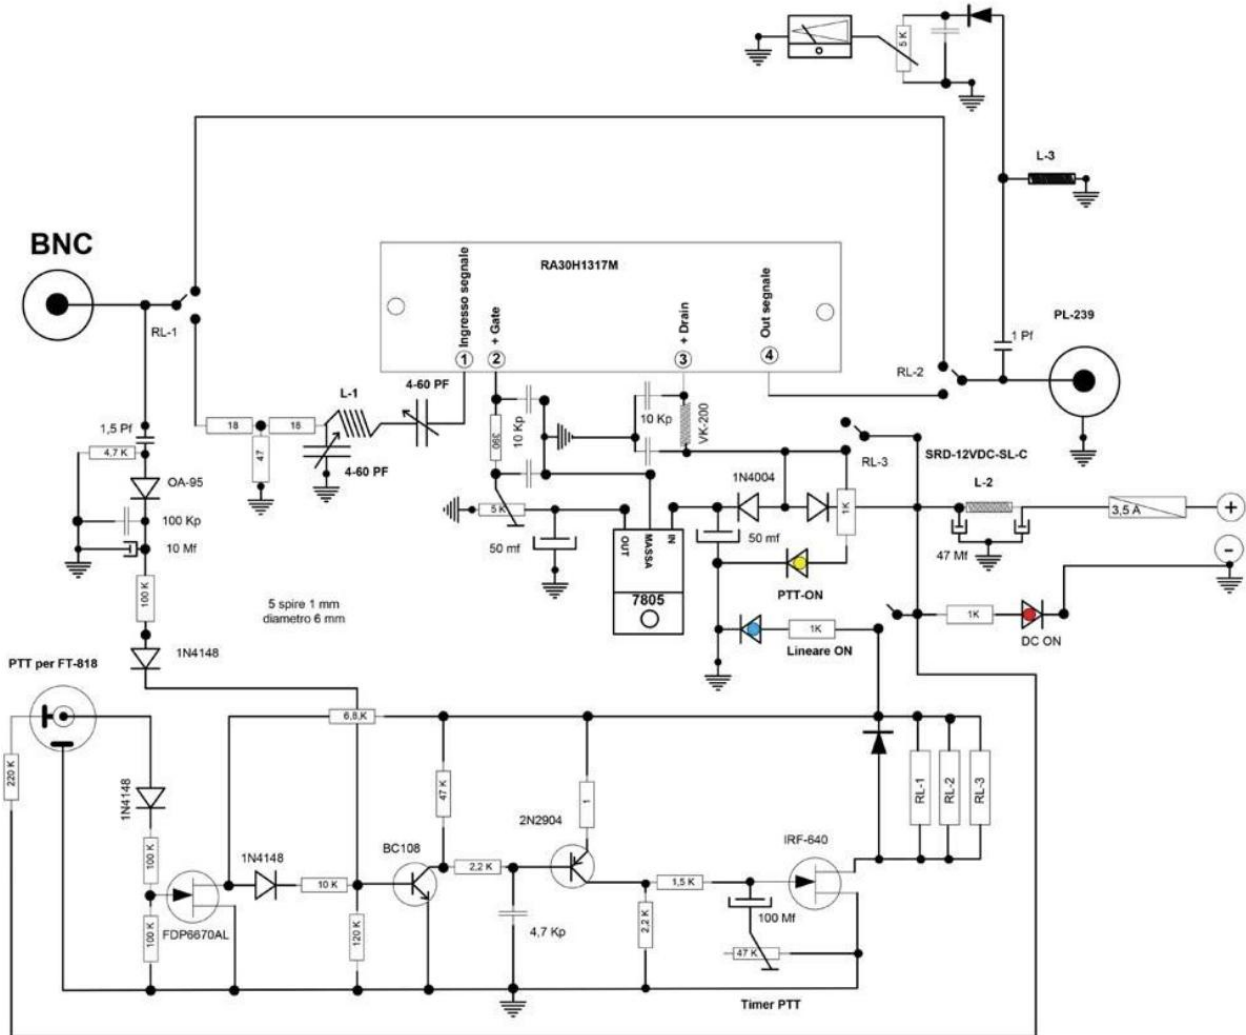 5 K
L-3
BNC
RA30H1317M
Ingresso segnale
+ Gate
+ Drain
Out segnale
1
2
3
4
PL-239
1 Pf
RL-1
RL-2
4-60 PF
L-1
10 Kp
10 Kp
VK-200
18
18
47
390
1,5 Pf
4,7 K
4-60 PF
RL-3
SRD-12VDC-SL-C
OA-95
1N4004
L-2
5 K
1K
3,5 A
+
100 Kp
10 Mf
50 mf
OUT
MASSA
IN
50 mf
47 Mf
-
100 K
5 spire 1 mm
diametro 6 mm
7805
PTT-ON
1K
1K
Lineare ON
DC ON
1N4148
PTT per FT-818
6,8,K
220 K
1N4148
47 K
1
RL-1
RL-2
RL-3
2N2904
IRF-640
100 K
1N4148
BC108
10 K
2,2 K
1,5 K
FDP6670AL
100 K
120 K
4,7 Kp
2,2 K
100 Mf
47 K
Timer PTT